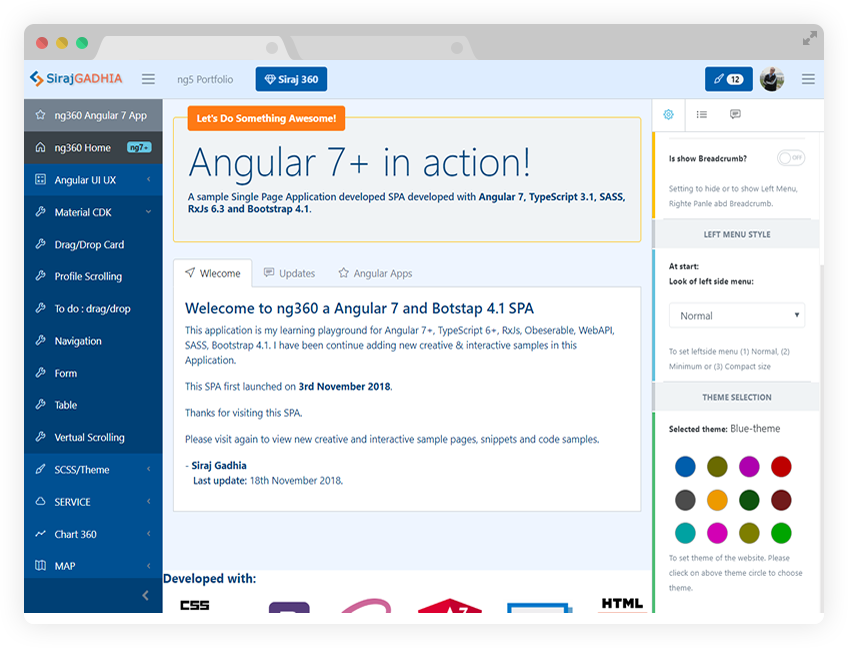 SirajGADHIA
ng5 Portfolio
Siraj 360
12
ng360 Angular 7 App
ng360 Home
ng7+
Angular UI UX
Material CDK
Drag/Drop Card
Profile Scrolling
To do : drag/drop
Navigation
Form
Table
Vertual Scrolling
SCSS/Theme
SERVICE
Chart 360
MAP
Let's Do Something Awesome!
Angular 7+ in action!
A sample Single Page Application developed SPA developed with Angular 7, TypeScript 3.1, SASS,
RxJs 6.3 and Bootstrap 4.1.
Wlecome
Updates
Angular Apps
Welecome to ng360 a Angular 7 and Botstap 4.1 SPA
This application is my learning playground for Angular 7+, TypeScript 6+, RxJs, Obeserable, WebAPI,
SASS, Bootstrap 4.1. I have been continue adding new creative & interactive samples in this
Application.
This SPA first launched on 3rd November 2018.
Thanks for visiting this SPA.
Please visit again to view new creative and interactive sample pages, snippets and code samples.
- Siraj Gadhia
Last update: 18th November 2018.
Developed with:
CSS
7
HTML
Is show Breadcrumb?
OFF
Setting to hide or to show Left Menu,
Righte Panle abd Breadcrumb.
LEFT MENU STYLE
At start:
Look of left side menu:
Normal
To set leftside menu (1) Normal, (2)
Minimum or (3) Compact size
THEME SELECTION
Selected theme: Blue-theme
To set theme of the website. Please
clieck on above theme circle to choose
theme.